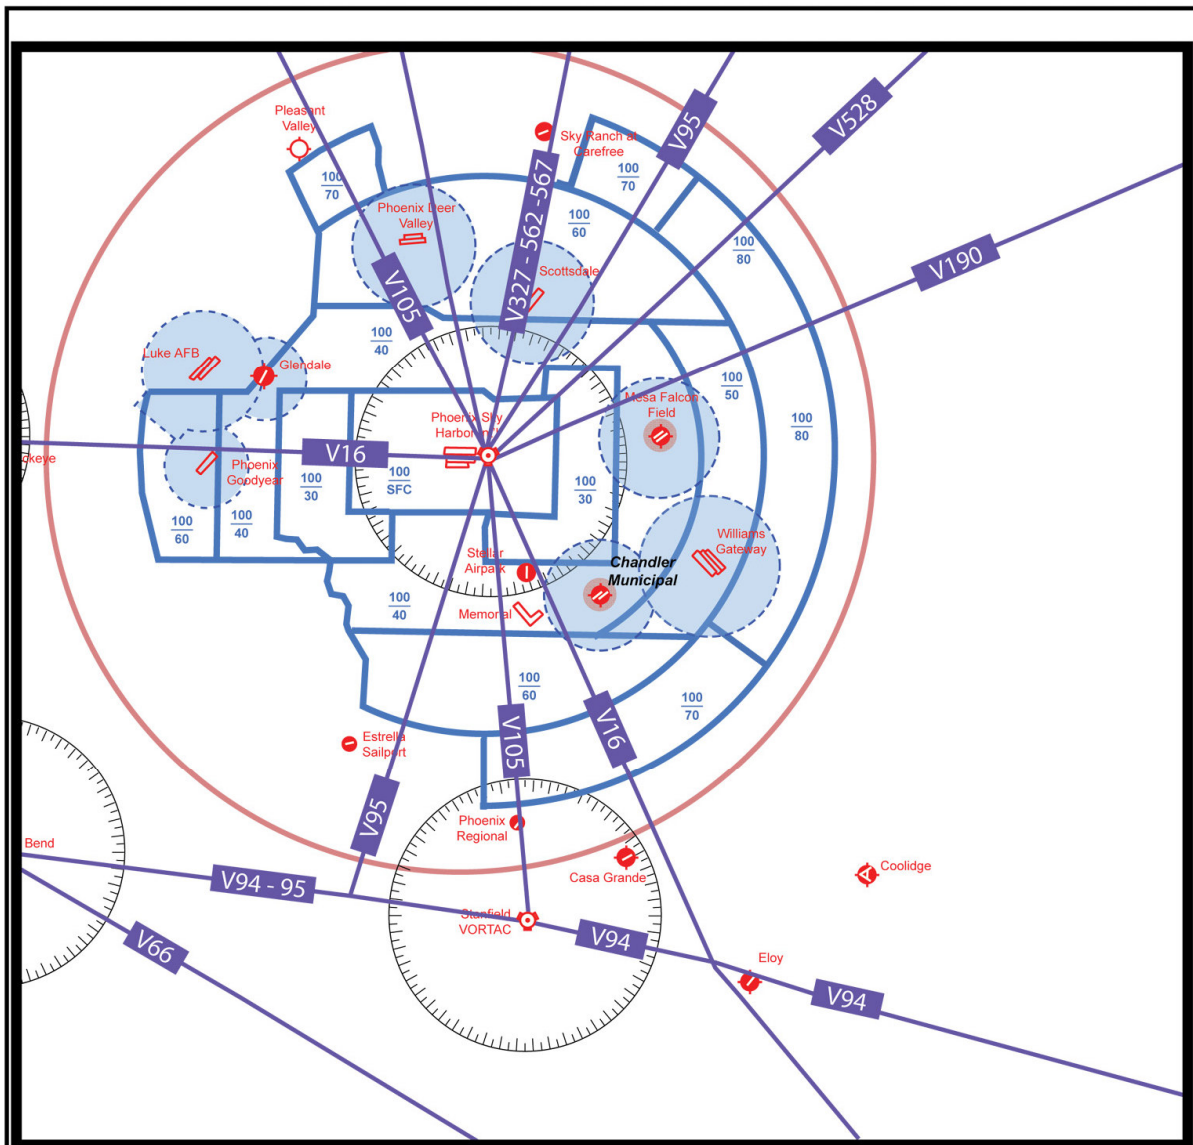 Pleasant
Valley
Sky Ranch at
Carefree
V95
V528
100
70
100
70
Phoenix Deer
Valley
V327 - 562 -567
100
60
100
80
V190
V105
Scottsdale
100
40
Luke AFB
Glendale
100
50
Mesa Falcon
Field
100
80
Phoenix Sky
Harbor Int'l
ckeye
V16
Phoenix
Goodyear
100
30
100
SFC
100
30
100
60
100
40
Williams
Gateway
Stellar
Airpark
Chandler
Municipal
Memorial
100
40
100
60
100
70
V16
V105
Estrella
Sailport
V95
Phoenix
Regional
Bend
Casa Grande
Coolidge
V94 - 95
Stanfield
VORTAC
V94
V66
Eloy
V94